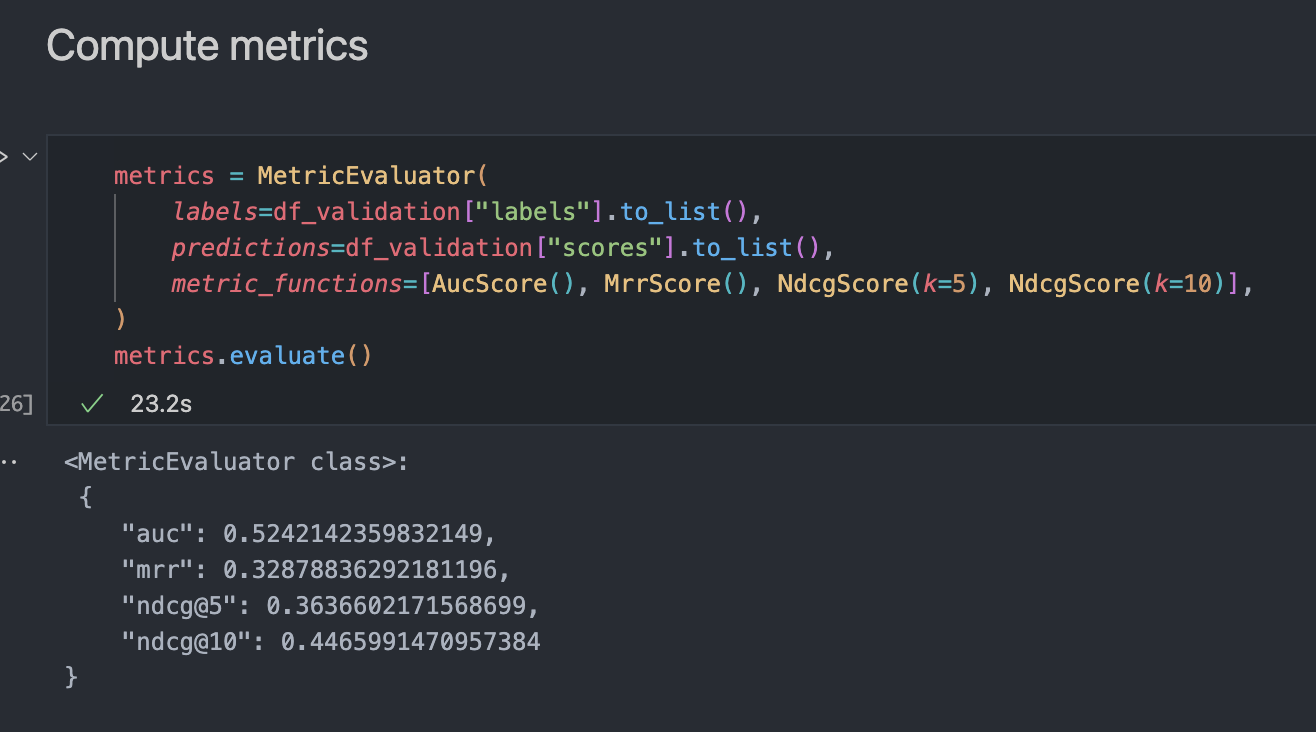 Compute metrics
metrics = MetricEvaluator(
    labels=df_validation["labels"].to_list(),
    predictions=df_validation["scores"].to_list(),
    metric_functions=[AucScore(), MrrScore(), NdcgScore(k=5), NdcgScore(k=10)],
)
metrics.evaluate()
26]
23.2s
<MetricEvaluator class>:
 {
    "auc": 0.5242142359832149,
    "mrr": 0.32878836292181196,
    "ndcg@5": 0.3636602171568699,
    "ndcg@10": 0.4465991470957384
}